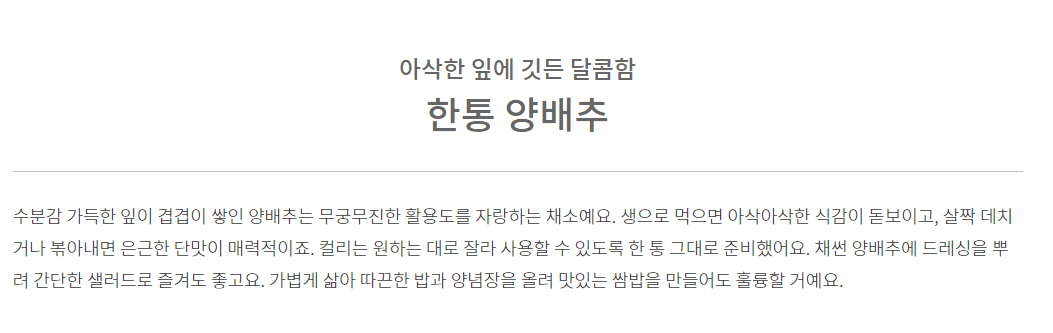 아삭한 잎에 깃든 달콤함
한통 양배추
수분감 가득한 잎이 겹겹이 쌓인 양배추는 무궁무진한 활용도를 자랑하는 채소예요. 생으로 먹으면 아삭아삭한 식감이 돋보이고, 살짝 데치
거나 볶아내면 은근한 단맛이 매력적이죠. 컬리는 원하는 대로 잘라 사용할 수 있도록 한 통 그대로 준비했어요. 채썬 양배추에 드레싱을 뿌
려 간단한 샐러드로 즐겨도 좋고요. 가볍게 삶아 따끈한 밥과 양념장을 올려 맛있는 쌈밥을 만들어도 훌륭할 거예요.